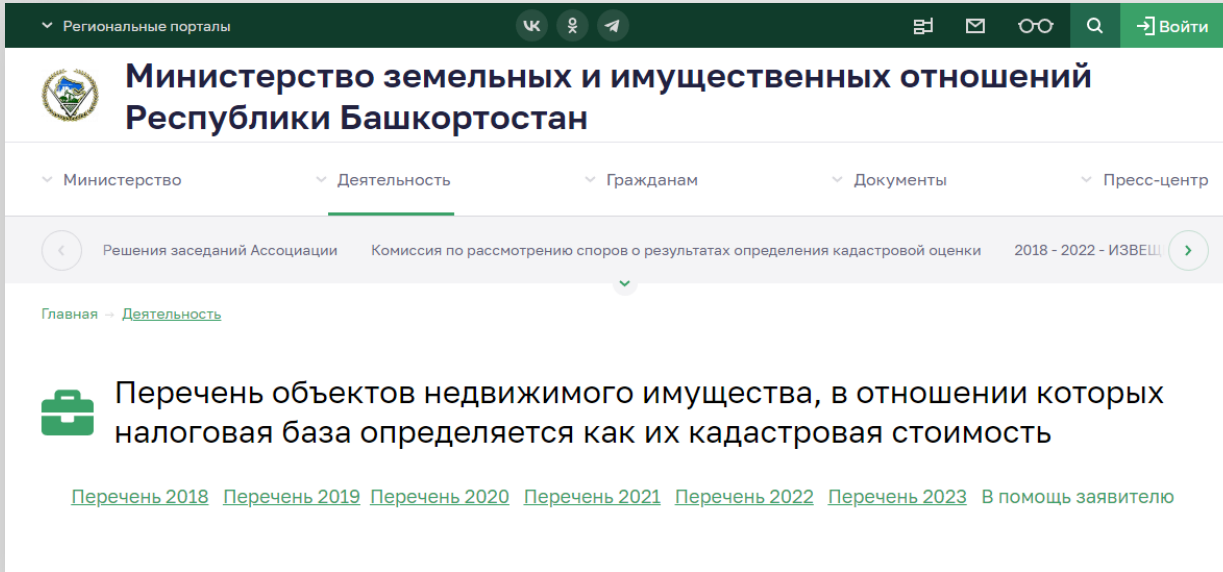 Региональные порталы
Войти
Министерство земельных и имущественных отношений
Республики Башкортостан
Министерство Деятельность Гражданам Документы Пресс-центр
Решения заседаний Ассоциации Комиссия по рассмотрению споров о результатах определения кадастровой оценки 2018 - 2022 - ИЗВЕЩ
Главная → Деятельность
Перечень объектов недвижимого имущества, в отношении которых
налоговая база определяется как их кадастровая стоимость
Перечень 2018 Перечень 2019 Перечень 2020 Перечень 2021 Перечень 2022 Перечень 2023 В помощь заявителю